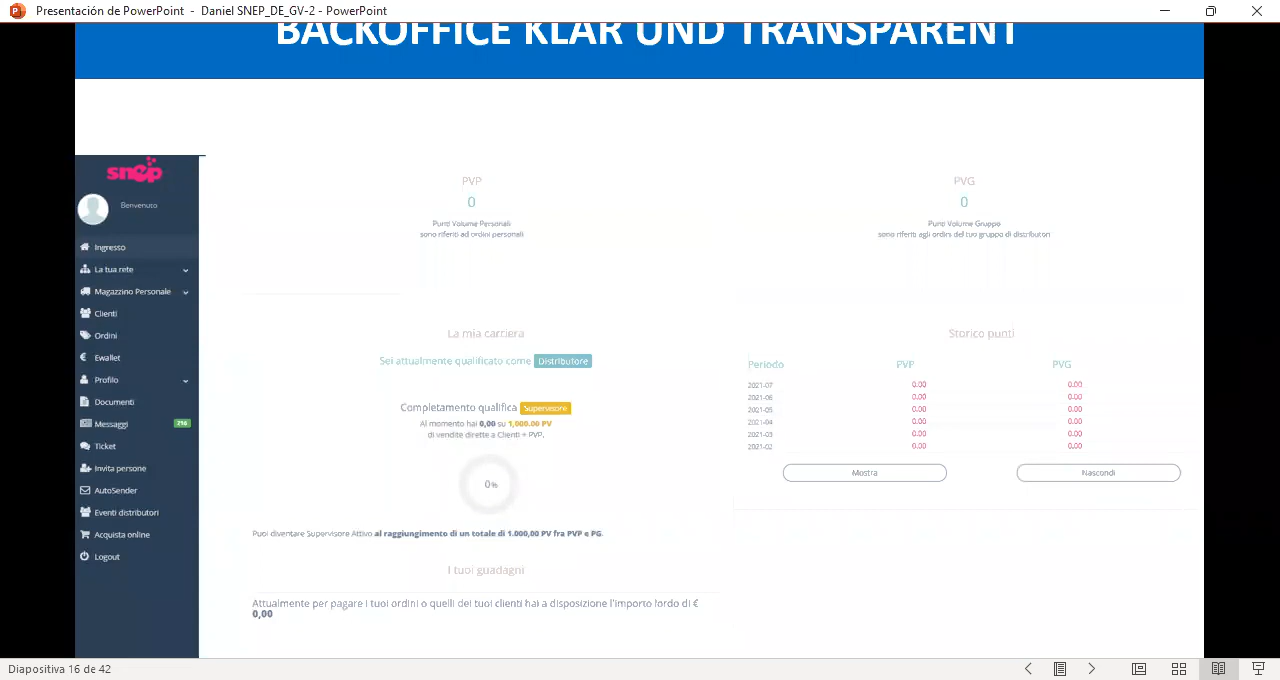 Presentación de PowerPoint - Daniel SNEP_DE_GV-2 - PowerPoint
BACKOFFICE KLAR UND TRANSPARENT
snep
Benvenuto
Ingresso
La tua rete
Magazzino Personale
Clienti
Ordini
Ewallet
Profilo
Documenti
Messaggi 216
Ticket
Invita persone
AutoSender
Eventi distributori
Acquista online
Logout
PVP
0
Punti Volume Personali
sono riferiti ad ordini personali
PVG
0
Punti Volume Gruppo
sono riferiti agli ordini del tuo gruppo di distributori
La mia carriera
Sei attualmente qualificato come Distributore
Completamento qualifica Supervisore
Al momento hai 0,00 su 1,000.00 PV
di vendite dirette a Clienti + PVP.
0%
Puoi diventare Supervisore Attivo al raggiungimento di un totale di 1.000,00 PV fra PVP e PG.
I tuoi guadagni
Attualmente per pagare i tuoi ordini o quelli dei tuoi clienti hai a disposizione l'importo lordo di €
0,00
Storico punti
Periodo PVP PVG
2021-07 0.00 0.00
2021-06 0.00 0.00
2021-05 0.00 0.00
2021-04 0.00 0.00
2021-03 0.00 0.00
2021-02 0.00 0.00
Mostra Nascondi
Diapositiva 16 de 42